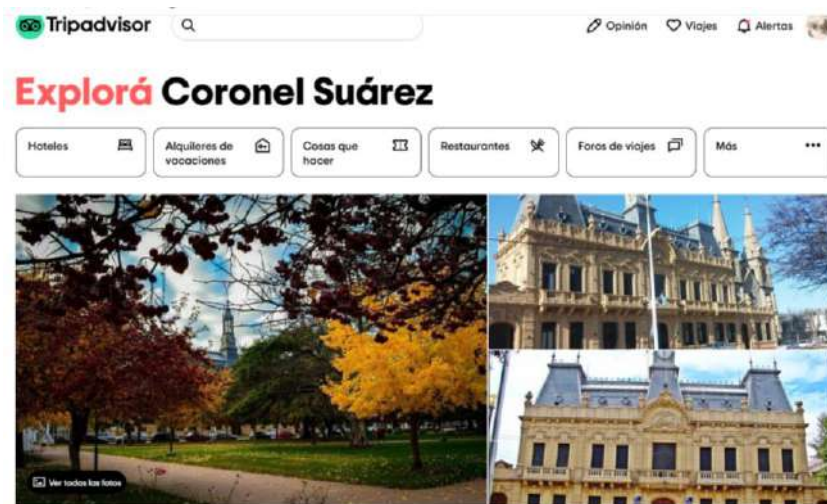 Tripadvisor
Opinión
Viajes
Alertas
Explorá Coronel Suárez
Hoteles
Alquileres de
vacaciones
Cosas que
hacer
Restaurantes
Foros de viajes
Más
Ver todas las fotos